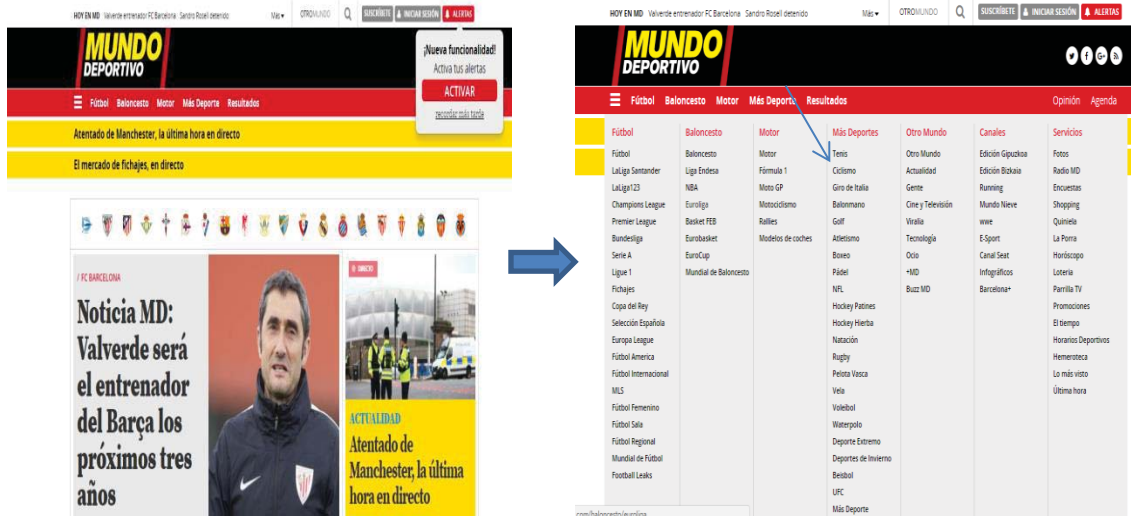 HOY EN MD Valverde entrenador FC Barcelona Sandro Rosell detenido Más OTROMUNDO SUSCRÍBETE INICIAR SESIÓN ALERTAS
MUNDO
DEPORTIVO
¡Nueva funcionalidad!
Activa tus alertas
ACTIVAR
recordar más tarde
Fútbol Baloncesto Motor Más Deporte Resultados
Atentado de Manchester, la última hora en directo
El mercado de fichajes, en directo
/ FC BARCELONA
Noticia MD:
Valverde será
el entrenador
del Barça los
próximos tres
años
DIRECTO
ACTUALIDAD
Atentado de
Manchester, la última
hora en directo
HOY EN MD Valverde entrenador FC Barcelona Sandro Rosell detenido Más OTROMUNDO SUSCRÍBETE INICIAR SESIÓN ALERTAS
MUNDO
DEPORTIVO
Fútbol Baloncesto Motor Más Deporte Resultados Opinión Agenda
Fútbol
Fútbol
LaLiga Santander
LaLiga123
Champions League
Premier League
Bundesliga
Serie A
Ligue 1
Fichajes
Copa del Rey
Selección Española
Europa League
Fútbol America
Fútbol Internacional
MLS
Fútbol Femenino
Fútbol Sala
Fútbol Regional
Mundial de Fútbol
Football Leaks
Baloncesto
Baloncesto
Liga Endesa
NBA
Euroliga
Basket FEB
Eurobasket
EuroCup
Mundial de Baloncesto
Motor
Motor
Fórmula 1
Moto GP
Motociclismo
Rallies
Modelos de coches
Más Deportes
Tenis
Ciclismo
Giro de Italia
Balonmano
Golf
Atletismo
Boxeo
Pádel
NFL
Hockey Patines
Hockey Hierba
Natación
Rugby
Pelota Vasca
Vela
Voleibol
Waterpolo
Deporte Extremo
Deportes de Invierno
Beisbol
UFC
Más Deporte
Otro Mundo
Otro Mundo
Actualidad
Gente
Cine y Televisión
Viralia
Tecnología
Ocio
+MD
Buzz MD
Canales
Edición Gipuzkoa
Edición Bizkaia
Running
Mundo Nieve
wwe
E-Sport
Canal Seat
Infográficos
Barcelona+
Servicios
Fotos
Radio MD
Encuestas
Shopping
Quiniela
La Porra
Horóscopo
Loteria
Parrilla TV
Promociones
El tiempo
Horarios Deportivos
Hemeroteca
Lo más visto
Última hora
com/baloncesto/euroliga